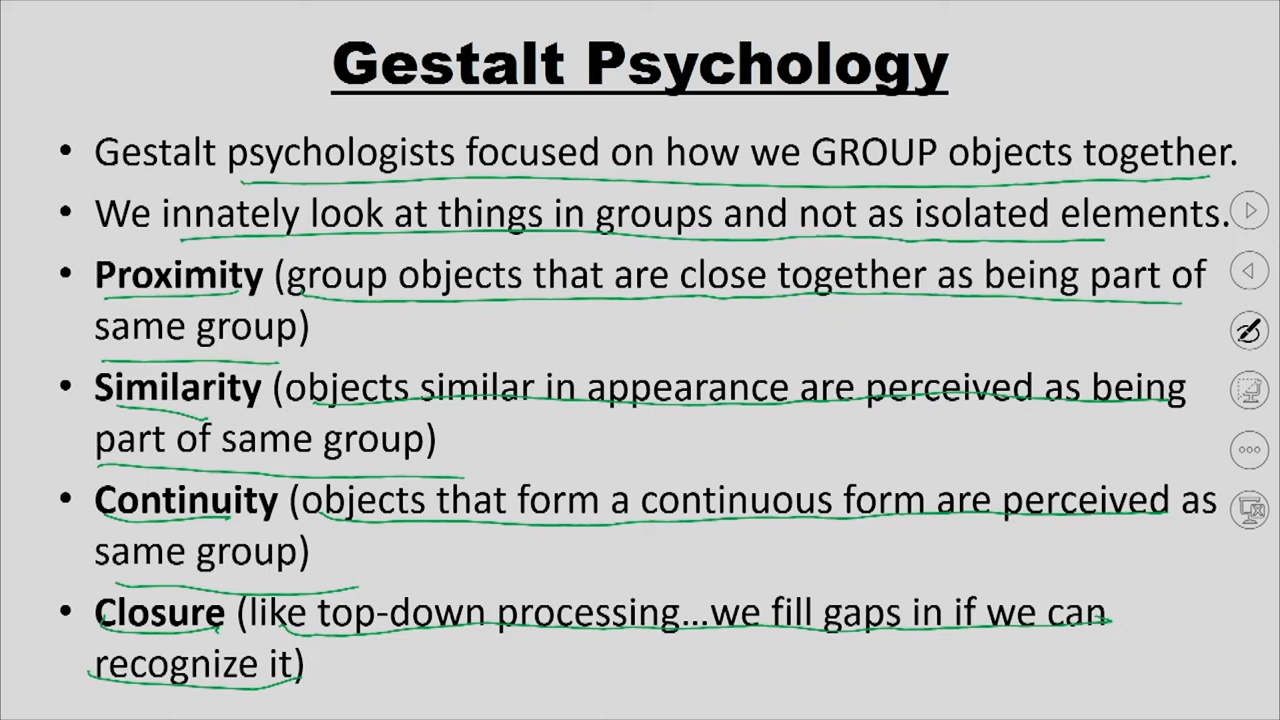 Gestalt Psychology
• Gestalt psychologists focused on how we GROUP objects together.
• We innately look at things in groups and not as isolated elements.
• Proximity (group objects that are close together as being part of
same group)
• Similarity (objects similar in appearance are perceived as being
part of same group)
• Continuity (objects that form a continuous form are perceived as
same group)
• Closure (like top-down processing...we fill gaps in if we can
recognize it)